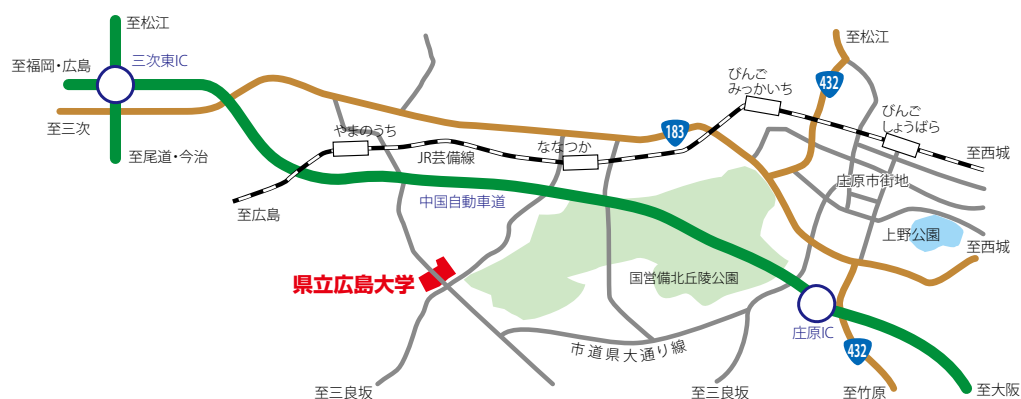 至松江
三次東IC
至福岡・広島
至三次
至尾道・今治
やまのうち
JR芸備線
至広島
中国自動車道
ななつか
183
びんご
みっかいち
至松江
432
びんご
しょうばら
至西城
庄原市街地
上野公園
至西城
県立広島大学
国営備北丘陵公園
庄原IC
市道県大通り線
432
至三良坂
至三良坂
至竹原
至大阪